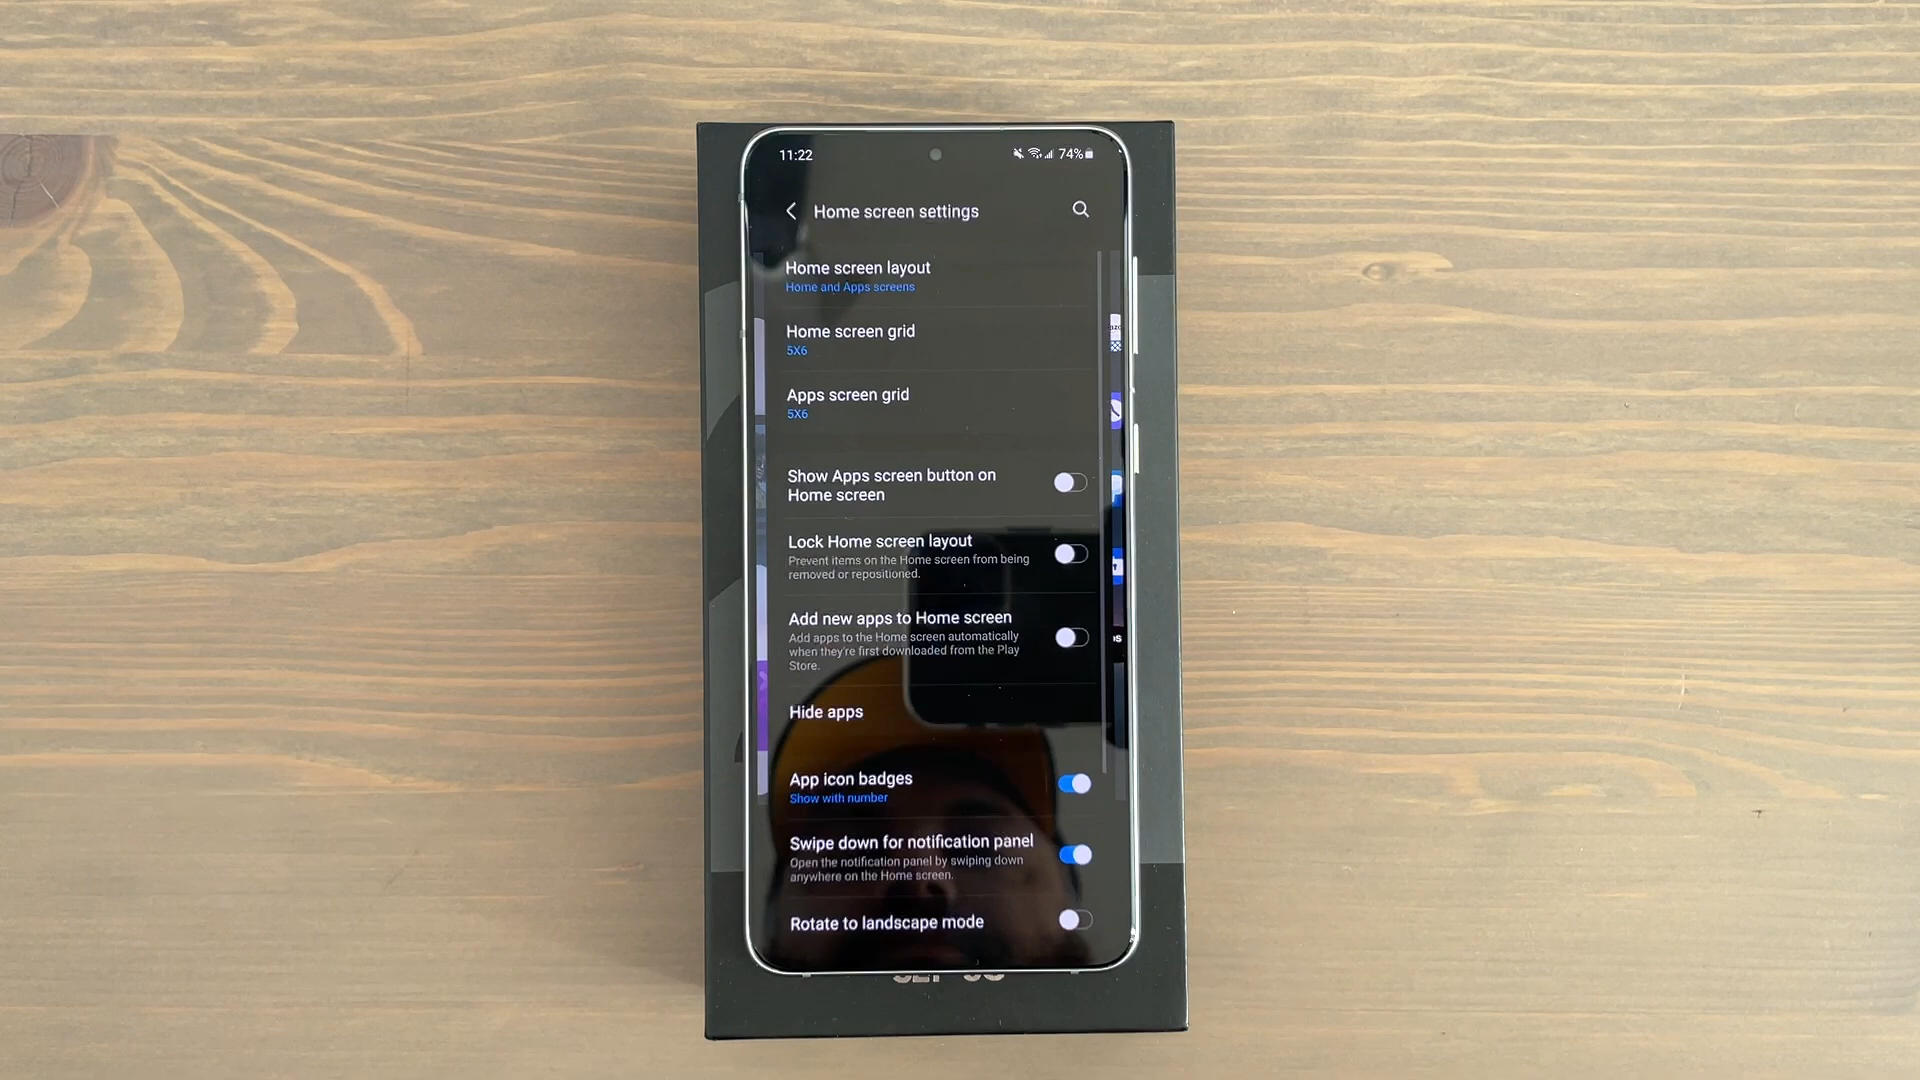 11:22
74%
Home screen settings
Home screen layout
Home and Apps screens
Home screen grid
5X6
Apps screen grid
5X6
Show Apps screen button on
Home screen
Lock Home screen layout
Prevent items on the Home screen from being
removed or repositioned.
Add new apps to Home screen
Add apps to the Home screen automatically
when they're first downloaded from the Play
Store.
Hide apps
App icon badges
Show with number
Swipe down for notification panel
Open the notification panel by swiping down
anywhere on the Home screen.
Rotate to landscape mode